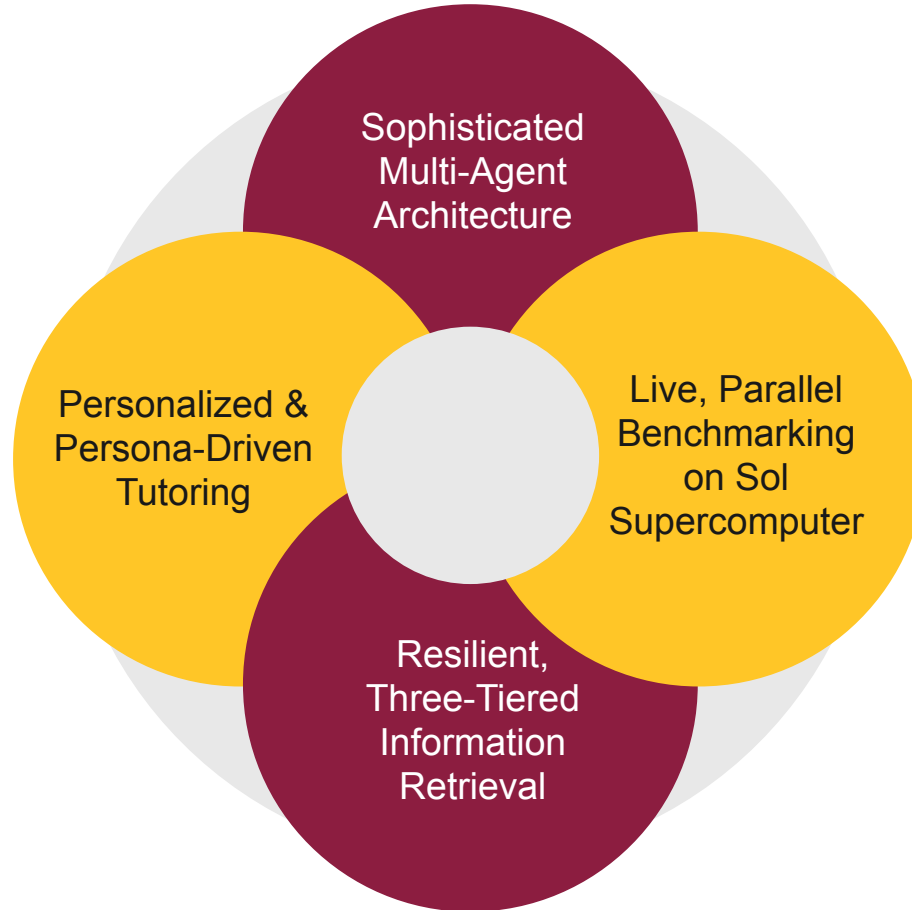 Sophisticated
Multi-Agent
Architecture
Personalized &
Persona-Driven
Tutoring
Live, Parallel
Benchmarking
on Sol
Supercomputer
Resilient,
Three-Tiered
Information
Retrieval